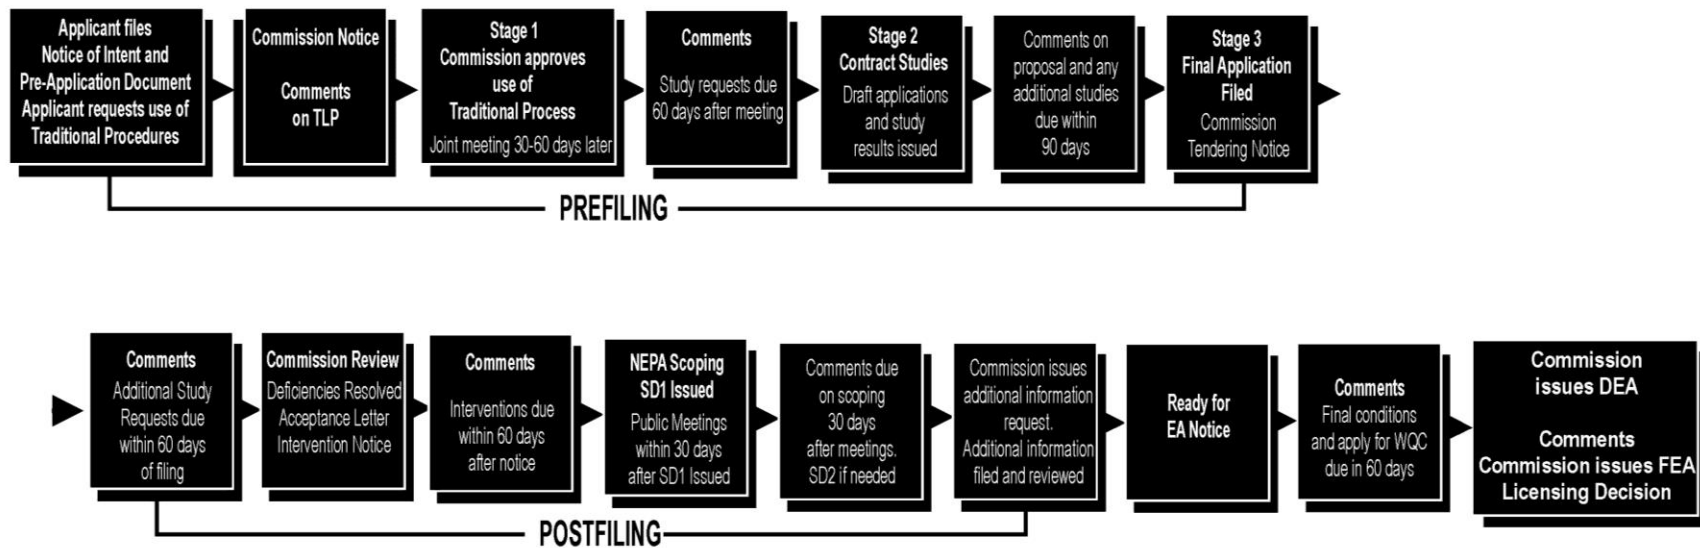 Applicant files
Notice of Intent and
Pre-Application Document
Applicant requests use of
Traditional Procedures
Commission Notice
Comments
on TLP
Stage 1
Commission approves
use of
Traditional Process
Joint meeting 30-60 days later
Comments
Study requests due
60 days after meeting
Stage 2
Contract Studies
Draft applications
and study
results issued
Comments on
proposal and any
additional studies
due within
90 days
Stage 3
Final Application
Filed
Commission
Tendering Notice
PREFILING
Comments
Additional Study
Requests due
within 60 days
of filing
Commission Review
Deficiencies Resolved
Acceptance Letter
Intervention Notice
Comments
Interventions due
within 60 days
after notice
NEPA Scoping
SD1 Issued
Public Meetings
within 30 days
after SD1 Issued
Comments due
on scoping
30 days
after meetings.
SD2 if needed
Commission issues
additional information
request.
Additional information
filed and reviewed
Ready for
EA Notice
Comments
Final conditions
and apply for WQC
due in 60 days
Commission
issues DEA
Comments
Commission issues FEA
Licensing Decision
POSTFILING